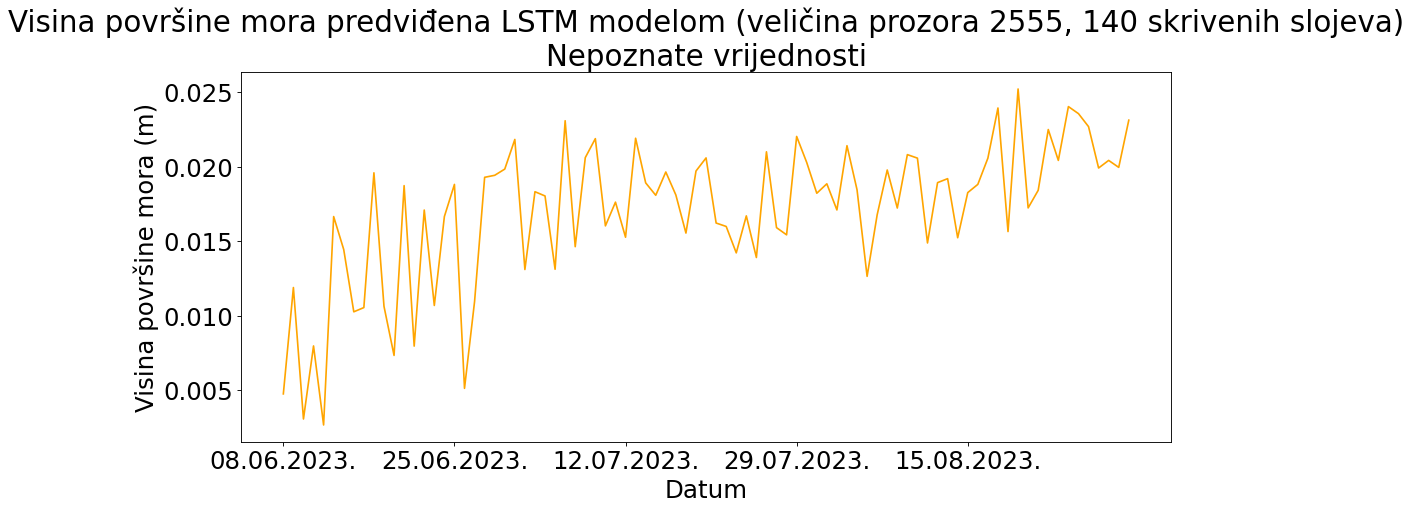 Visina površine mora predviđena LSTM modelom (veličina prozora 2555, 140 skrivenih slojeva)
Nepoznate vrijednosti
Visina površine mora (m)
0.025
0.020
0.015
0.010
0.005
08.06.2023. 25.06.2023. 12.07.2023. 29.07.2023. 15.08.2023.
Datum